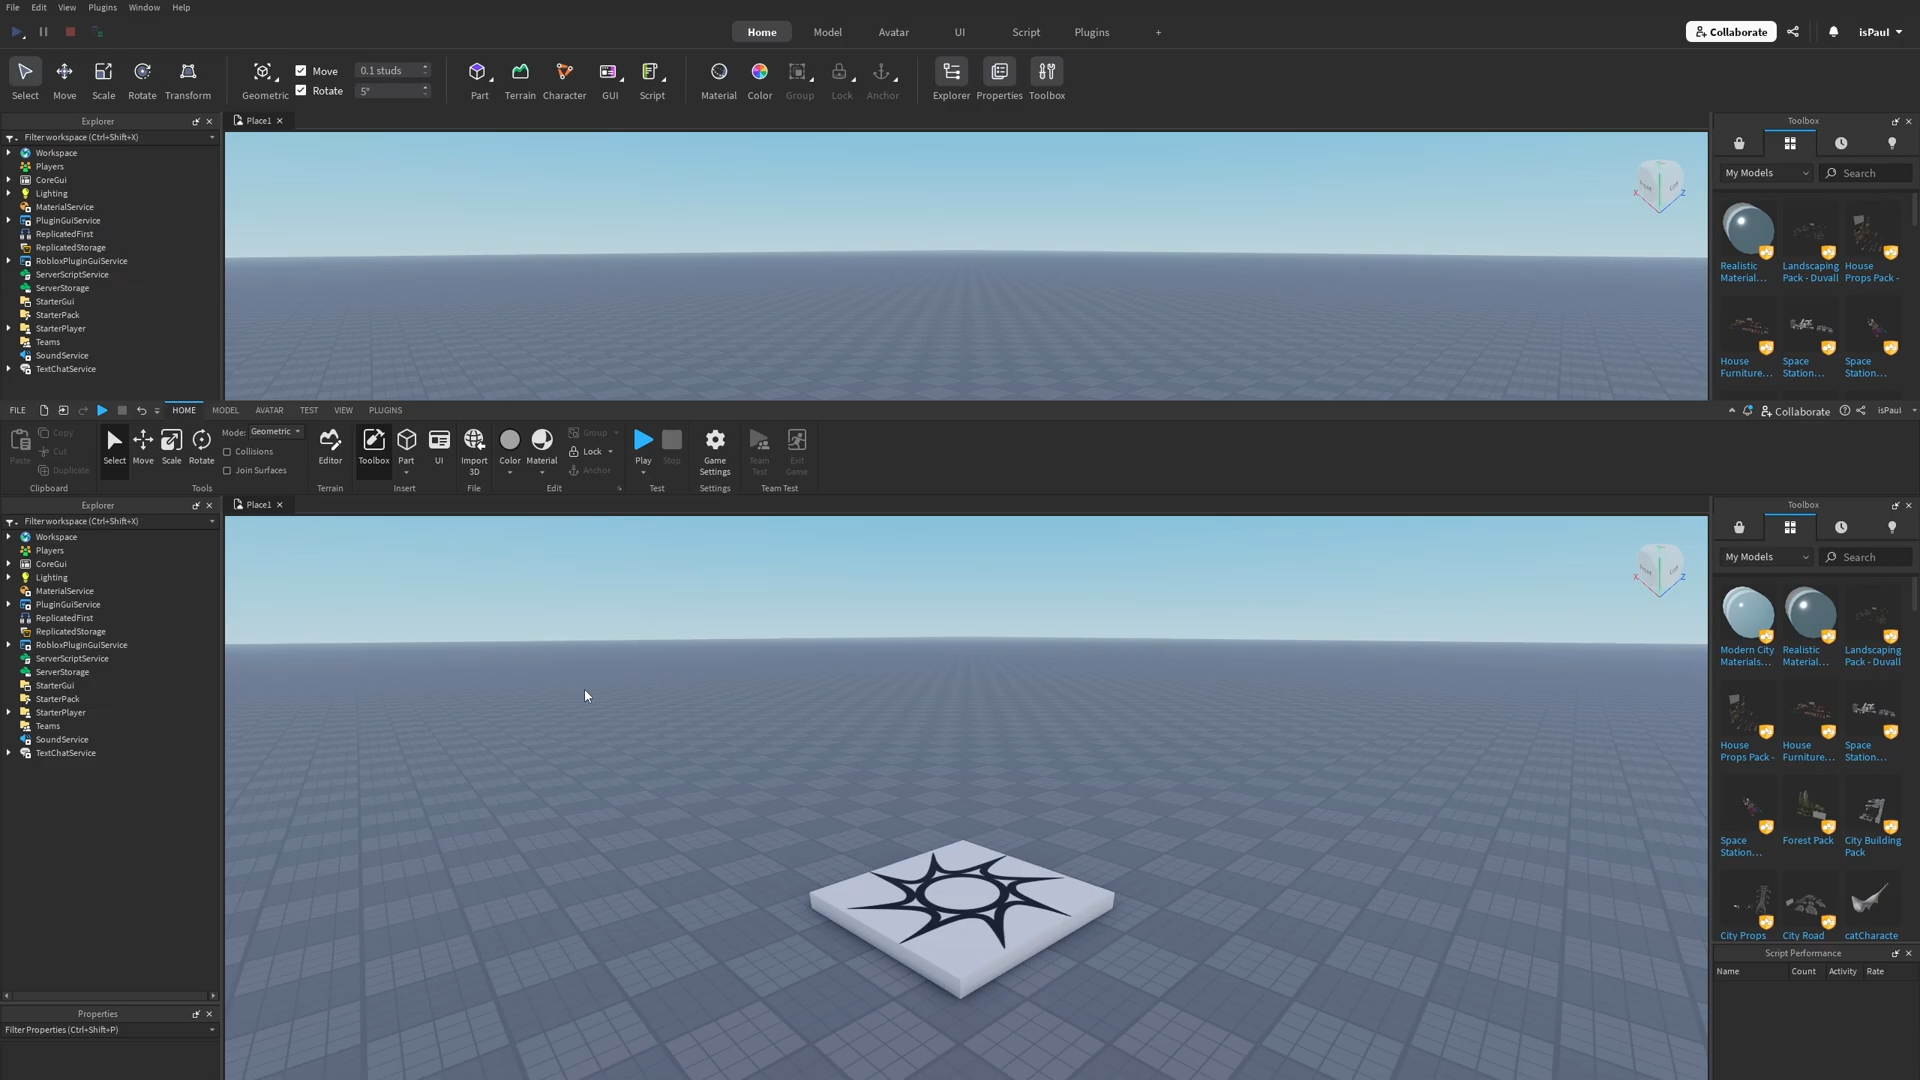 File Edit View Plugins Window Help
Home Model Avatar UI Script Plugins +
Collaborate isPaul
Select Move Scale Rotate Transform
Geometric
Move 0.1 studs
Rotate 5°
Part Terrain Character GUI Script
Material Color Group Lock Anchor
Explorer Properties Toolbox
Explorer
Filter workspace (Ctrl+Shift+X)
Workspace
Players
CoreGui
Lighting
MaterialService
PluginGuiService
ReplicatedFirst
ReplicatedStorage
RobloxPluginGuiService
ServerScriptService
ServerStorage
StarterGui
StarterPack
StarterPlayer
Teams
SoundService
TextChatService
Place1
X Z
Toolbox
My Models Search
Realistic Material...
Landscaping Pack - Duvall
House Props Pack -
House Furniture...
Space Station...
Space Station...
FILE HOME MODEL AVATAR TEST VIEW PLUGINS
Collaborate isPaul
Paste
Copy
Cut
Duplicate
Clipboard
Select Move Scale Rotate
Mode: Geometric
Collisions
Join Surfaces
Tools
Editor
Terrain
Toolbox Part UI
Insert
Import 3D
File
Color Material
Group
Lock
Anchor
Edit
Play Stop
Test
Game Settings
Settings
Team Test
Exit Game
Team Test
Explorer
Filter workspace (Ctrl+Shift+X)
Workspace
Players
CoreGui
Lighting
MaterialService
PluginGuiService
ReplicatedFirst
ReplicatedStorage
RobloxPluginGuiService
ServerScriptService
ServerStorage
StarterGui
StarterPack
StarterPlayer
Teams
SoundService
TextChatService
Properties
Filter Properties (Ctrl+Shift+P)
Place1
X Z
Toolbox
My Models Search
Modern City Materials...
Realistic Material...
Landscaping Pack - Duvall
House Props Pack -
House Furniture...
Space Station...
Space Station...
Forest Pack
City Building Pack
City Props
City Road
catCharacte
Script Performance
Name Count Activity Rate